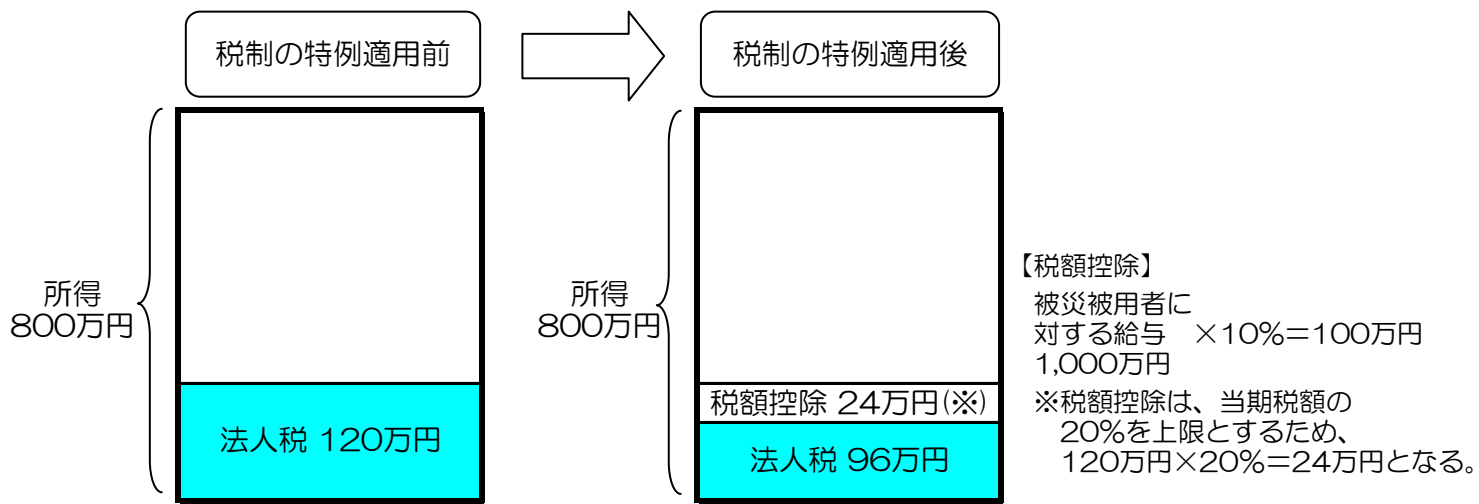 税制の特例適用前
税制の特例適用後
所得
800万円
法人税 120万円
所得
800万円
税額控除 24万円(※)
法人税 96万円
【税額控除】
被災被用者に
対する給与　×10%=100万円
1,000万円
※税額控除は、当期税額の
20%を上限とするため、
120万円×20%=24万円となる。